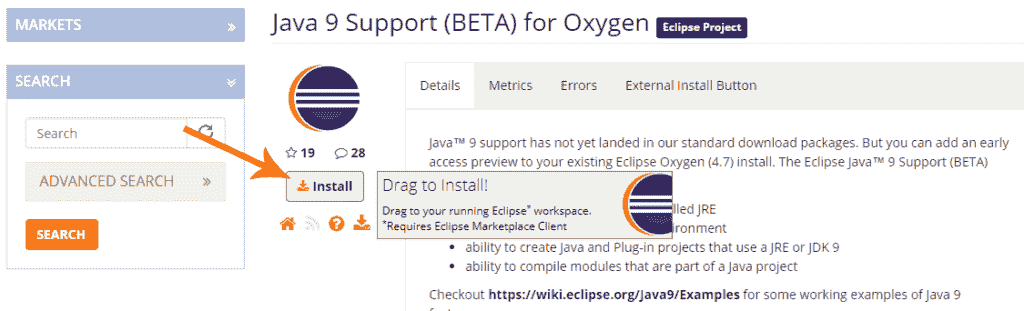 MARKETS »
SEARCH
Search
ADVANCED SEARCH »
SEARCH
Java 9 Support (BETA) for Oxygen Eclipse Project
19 28
Install
Drag to Install!
Drag to your running Eclipse* workspace.
*Requires Eclipse Marketplace Client
Details Metrics Errors External Install Button
Java™ 9 support has not yet landed in our standard download packages. But you can add an early
access preview to your existing Eclipse Oxygen (4.7) install. The Eclipse Java™ 9 Support (BETA)
lled JRE
ironment
• ability to create Java and Plug-in projects that use a JRE or JDK 9
• ability to compile modules that are part of a Java project
Checkout https://wiki.eclipse.org/Java9/Examples for some working examples of Java 9